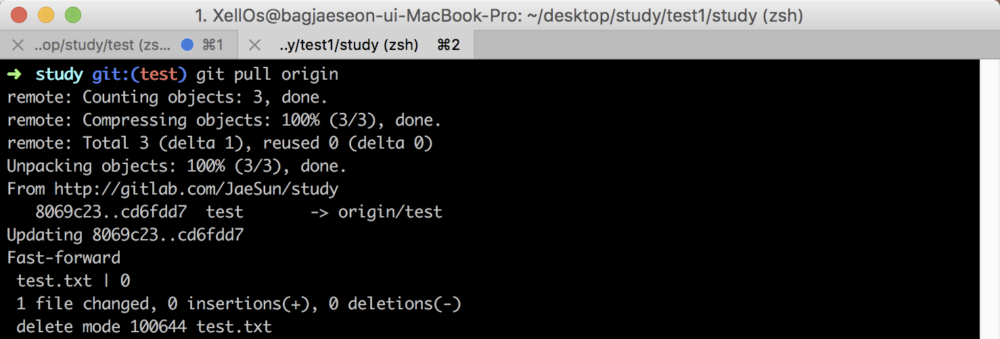 1. XellOs@bagjaeseon-ui-MacBook-Pro: ~/desktop/study/test1/study (zsh)
..op/study/test (zs... ⌘1 ..y/test1/study (zsh) ⌘2
➜ study git:(test) git pull origin
remote: Counting objects: 3, done.
remote: Compressing objects: 100% (3/3), done.
remote: Total 3 (delta 1), reused 0 (delta 0)
Unpacking objects: 100% (3/3), done.
From http://gitlab.com/JaeSun/study
   8069c23..cd6fdd7  test       -> origin/test
Updating 8069c23..cd6fdd7
Fast-forward
 test.txt | 0
 1 file changed, 0 insertions(+), 0 deletions(-)
 delete mode 100644 test.txt